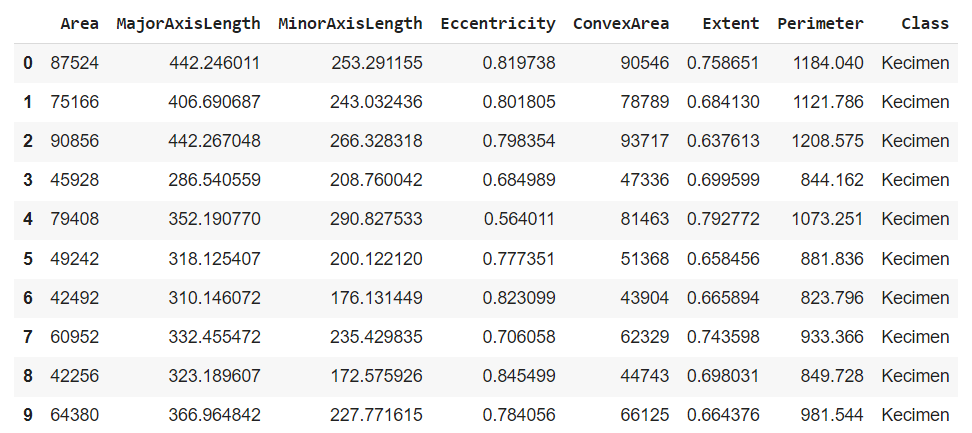 Area MajorAxisLength MinorAxisLength Eccentricity ConvexArea Extent Perimeter Class
0 87524 442.246011 253.291155 0.819738 90546 0.758651 1184.040 Kecimen
1 75166 406.690687 243.032436 0.801805 78789 0.684130 1121.786 Kecimen
2 90856 442.267048 266.328318 0.798354 93717 0.637613 1208.575 Kecimen
3 45928 286.540559 208.760042 0.684989 47336 0.699599 844.162 Kecimen
4 79408 352.190770 290.827533 0.564011 81463 0.792772 1073.251 Kecimen
5 49242 318.125407 200.122120 0.777351 51368 0.658456 881.836 Kecimen
6 42492 310.146072 176.131449 0.823099 43904 0.665894 823.796 Kecimen
7 60952 332.455472 235.429835 0.706058 62329 0.743598 933.366 Kecimen
8 42256 323.189607 172.575926 0.845499 44743 0.698031 849.728 Kecimen
9 64380 366.964842 227.771615 0.784056 66125 0.664376 981.544 Kecimen